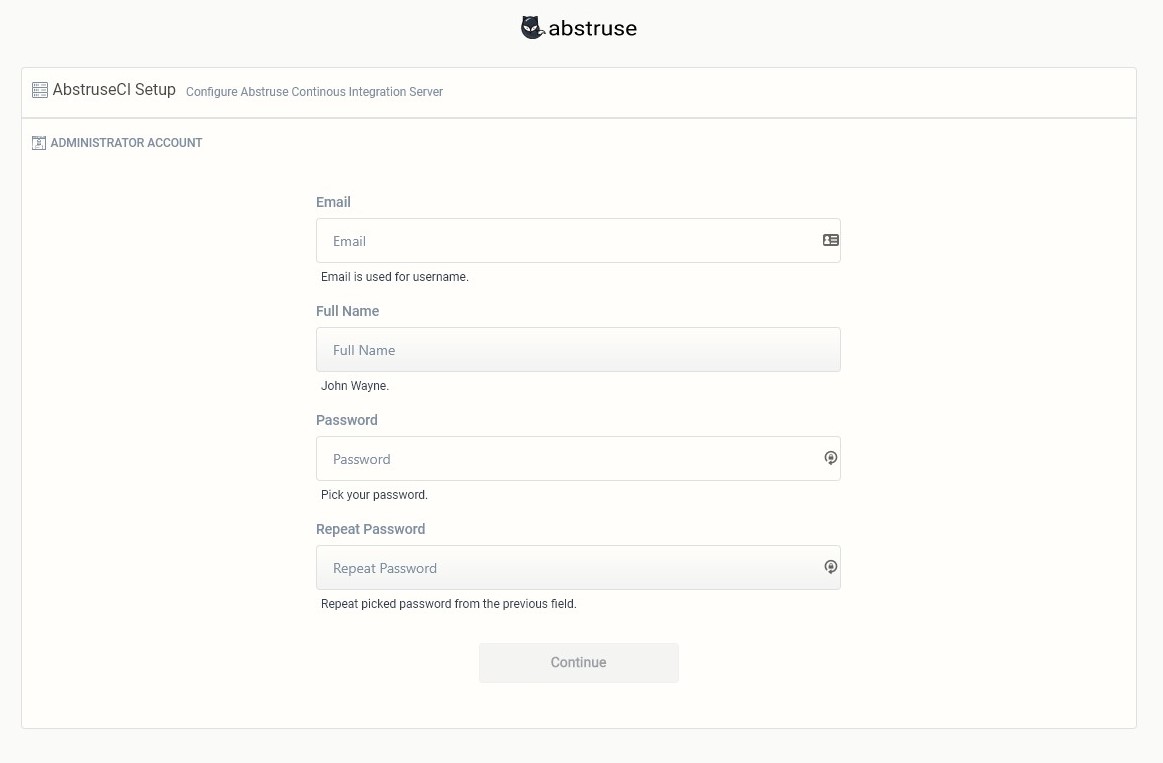 abstruse
AbstruseCI Setup Configure Abstruse Continous Integration Server
ADMINISTRATOR ACCOUNT
Email
Email
Email is used for username.
Full Name
Full Name
John Wayne.
Password
Password
Pick your password.
Repeat Password
Repeat Password
Repeat picked password from the previous field.
Continue